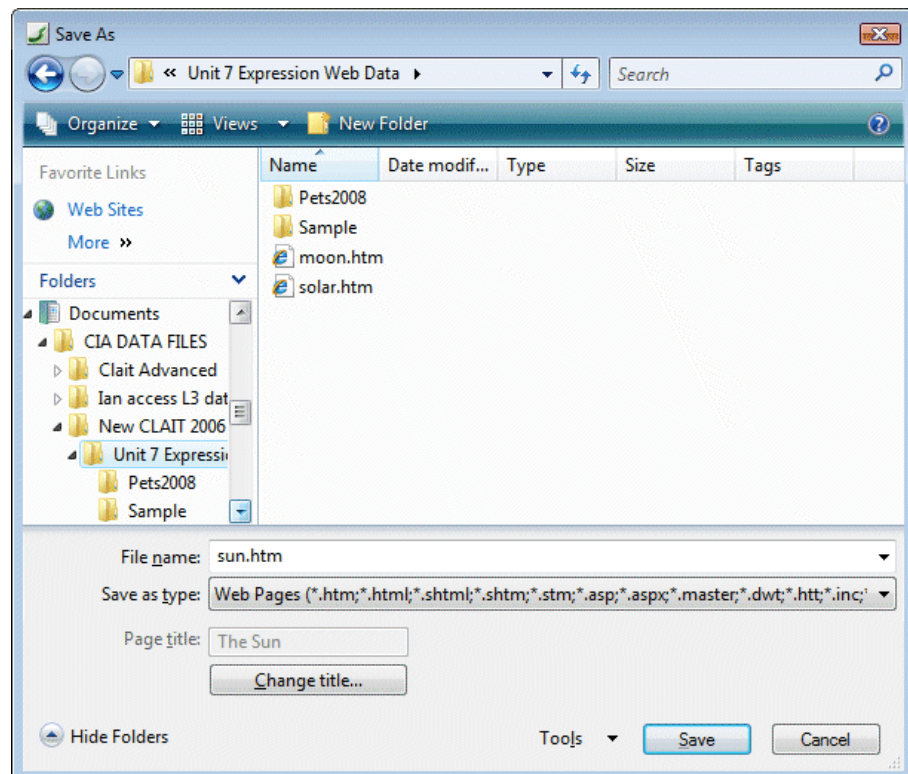 Save As
« Unit 7 Expression Web Data
Search
Organize
Views
New Folder
Favorite Links
Web Sites
More »
Folders
Documents
CIA DATA FILES
Clait Advanced
Ian access L3 dat
New CLAIT 2006
Unit 7 Expressi
Pets2008
Sample
Name Date modif... Type Size Tags
Pets2008
Sample
moon.htm
solar.htm
File name: sun.htm
Save as type: Web Pages (*.htm;*.html;*.shtml;*.shtm;*.stm;*.asp;*.aspx;*.master;*.dwt;*.htt;*.inc;*
Page title: The Sun
Change title...
Hide Folders
Tools
Save
Cancel